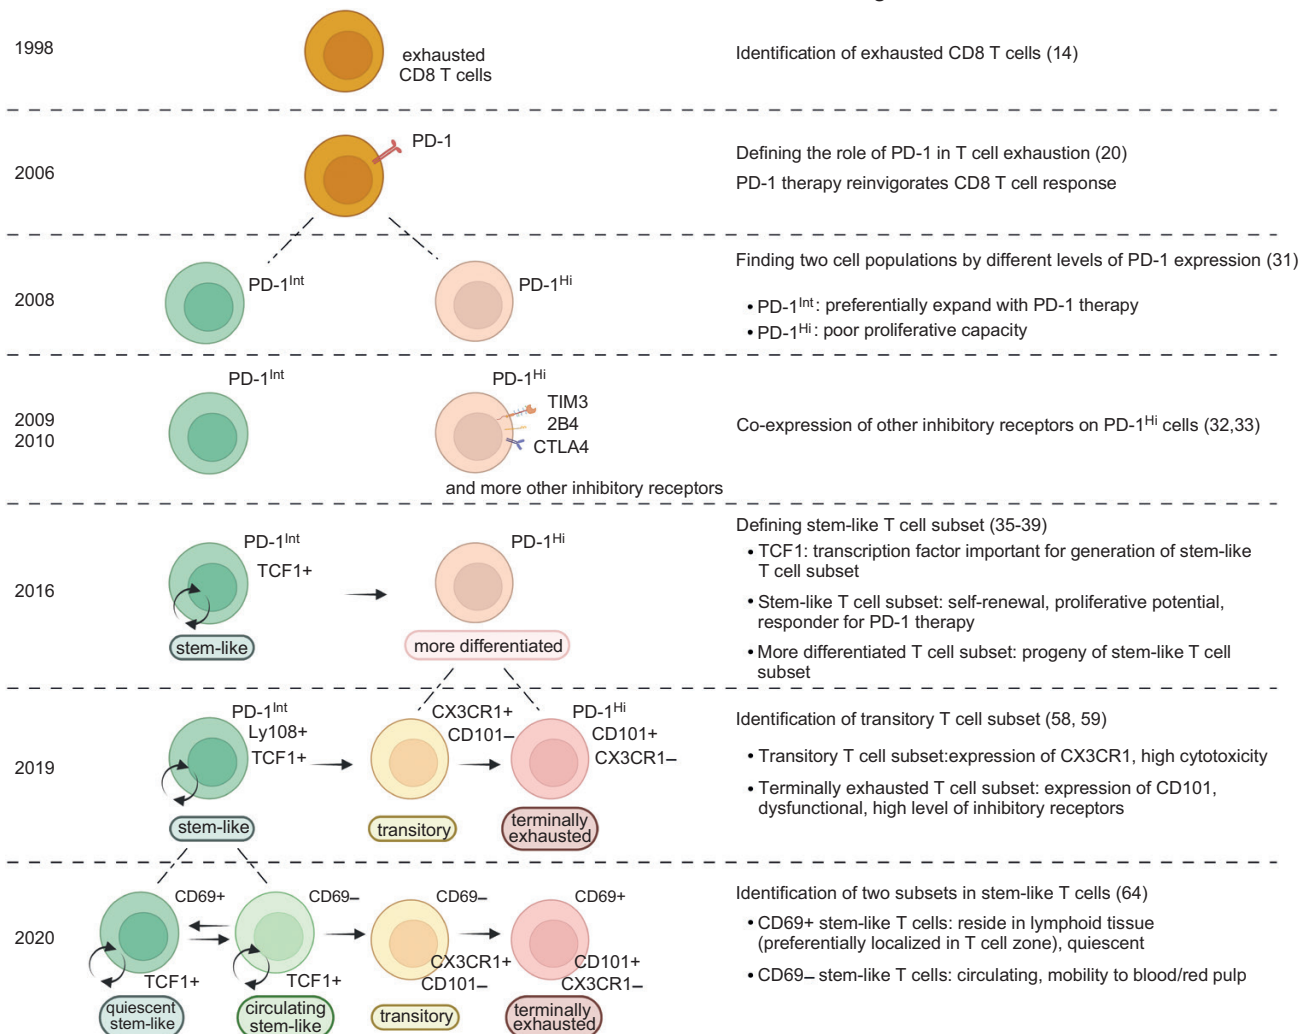 1998
exhausted
CD8 T cells
Identification of exhausted CD8 T cells (14)
2006
PD-1
Defining the role of PD-1 in T cell exhaustion (20)
PD-1 therapy reinvigorates CD8 T cell response
2008
PD-1Int
PD-1Hi
Finding two cell populations by different levels of PD-1 expression (31)
• PD-1Int: preferentially expand with PD-1 therapy
• PD-1Hi: poor proliferative capacity
2009
2010
PD-1Int
PD-1Hi
TIM3
2B4
CTLA4
and more other inhibitory receptors
Co-expression of other inhibitory receptors on PD-1Hi cells (32,33)
2016
PD-1Int
TCF1+
stem-like
PD-1Hi
more differentiated
Defining stem-like T cell subset (35-39)
• TCF1: transcription factor important for generation of stem-like
T cell subset
• Stem-like T cell subset: self-renewal, proliferative potential,
responder for PD-1 therapy
• More differentiated T cell subset: progeny of stem-like T cell
subset
2019
PD-1Int
Ly108+
TCF1+
stem-like
CX3CR1+
CD101–
transitory
PD-1Hi
CD101+
CX3CR1–
terminally
exhausted
Identification of transitory T cell subset (58, 59)
• Transitory T cell subset:expression of CX3CR1, high cytotoxicity
• Terminally exhausted T cell subset: expression of CD101,
dysfunctional, high level of inhibitory receptors
2020
CD69+
TCF1+
quiescent
stem-like
CD69–
TCF1+
circulating
stem-like
CD69–
CX3CR1+
CD101–
transitory
CD69+
CD101+
CX3CR1–
terminally
exhausted
Identification of two subsets in stem-like T cells (64)
• CD69+ stem-like T cells: reside in lymphoid tissue
(preferentially localized in T cell zone), quiescent
• CD69– stem-like T cells: circulating, mobility to blood/red pulp